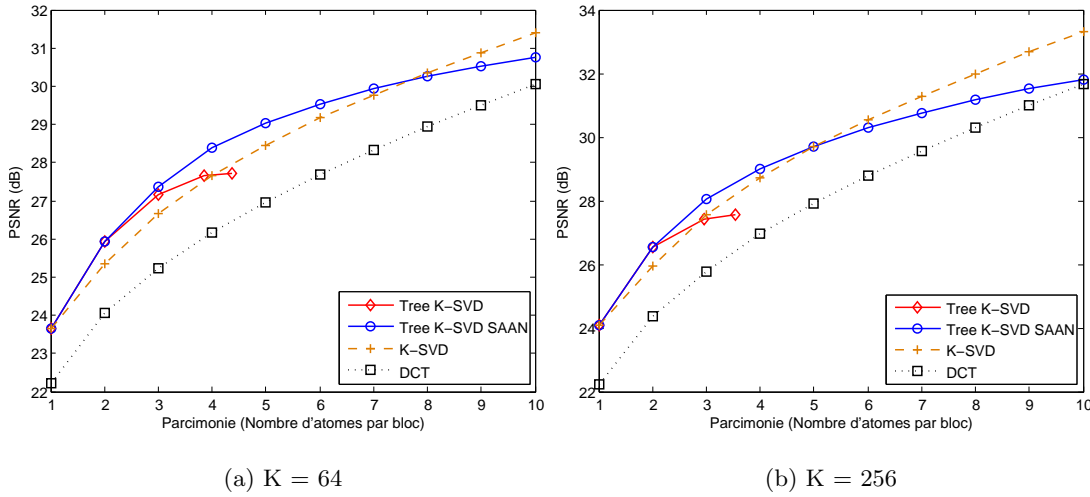 32
31
30
29
28
27
26
25
24
23
22
1 2 3 4 5 6 7 8 9 10
PSNR (dB)
Parcimonie (Nombre d'atomes par bloc)
Tree K−SVD
Tree K−SVD SAAN
K−SVD
DCT
(a) K = 64
34
32
30
28
26
24
22
1 2 3 4 5 6 7 8 9 10
PSNR (dB)
Parcimonie (Nombre d'atomes par bloc)
Tree K−SVD
Tree K−SVD SAAN
K−SVD
DCT
(b) K = 256